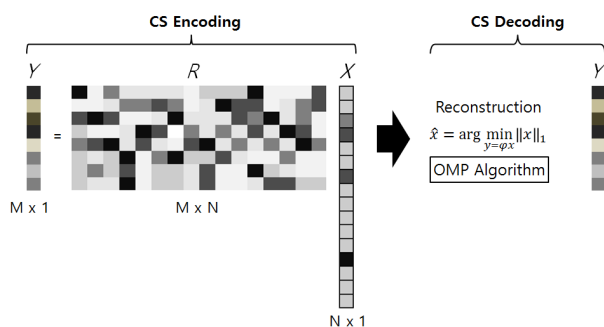 CS Encoding
CS Decoding
Y
R
X
Y
=
Reconstruction
x̂ = arg min ‖x‖₁
y=φx
OMP Algorithm
M x 1
M x N
N x 1